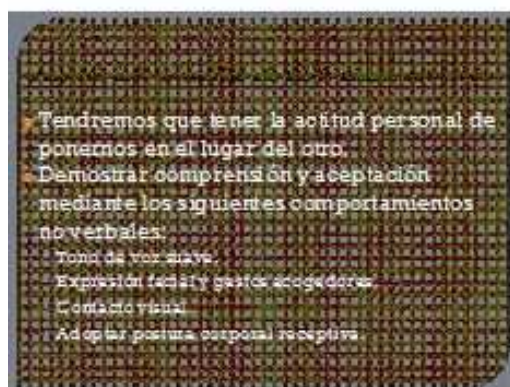 Tendremos que tener la actitud personal de
ponernos en el lugar del otro.
Demostrar comprensión y aceptación
mediante los siguientes comportamientos
no verbales:
Tono de voz suave.
Expresión facial y gestos acogedores
Contacto visual
Adoptar postura corporal receptiva.